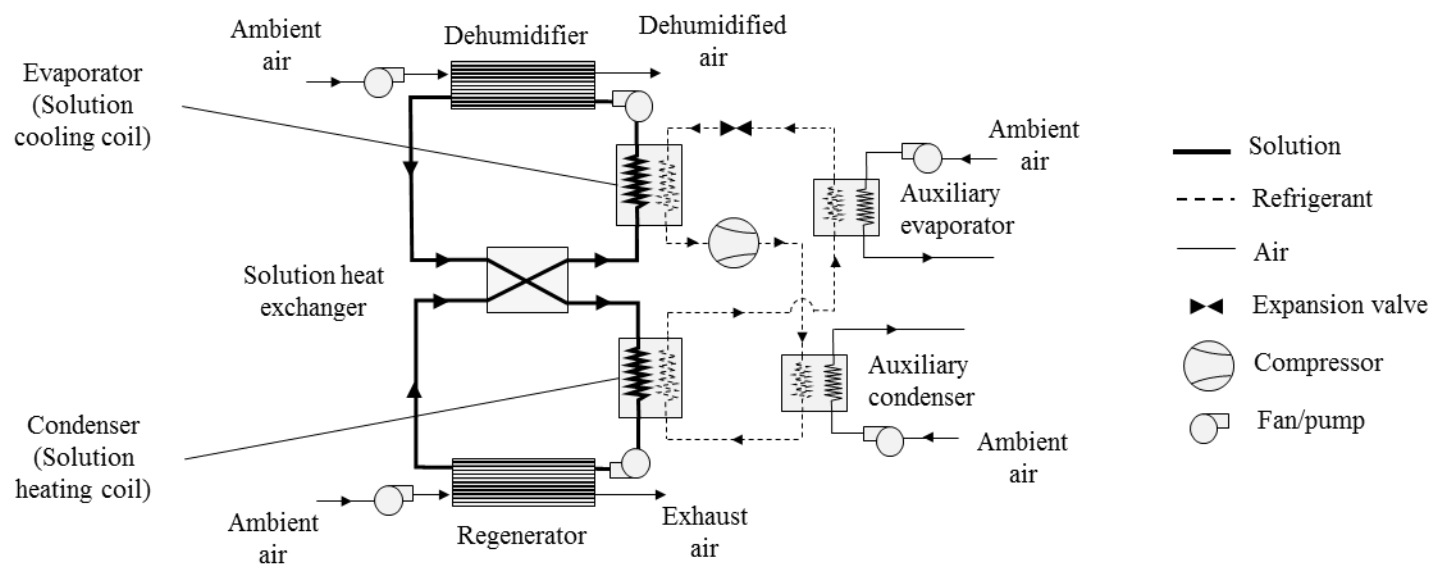 Ambient
air
Dehumidifier
Dehumidified
air
Evaporator
(Solution
cooling coil)
Ambient
air
Auxiliary
evaporator
Solution heat
exchanger
Auxiliary
condenser
Ambient
air
Condenser
(Solution
heating coil)
Ambient
air
Regenerator
Exhaust
air
Solution
Refrigerant
Air
Expansion valve
Compressor
Fan/pump